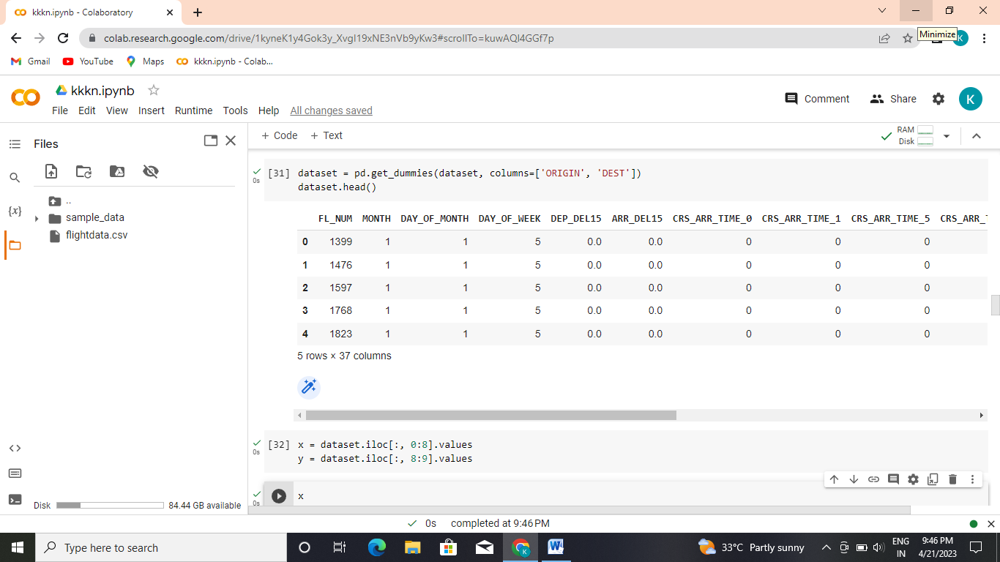 kkkn.ipynb - Colaboratory
colab.research.google.com/drive/1kyneK1y4Gok3y_XvgI19xNE3nVb9yKw3#scrollTo=kuwAQI4GGf7p
Minimize
K
Gmail
YouTube
Maps
kkkn.ipynb - Colab...
kkkn.ipynb
Comment
Share
K
File Edit View Insert Runtime Tools Help All changes saved
Files
+ Code + Text
RAM
Disk
..
sample_data
flightdata.csv
{x}
0s
[31] dataset = pd.get_dummies(dataset, columns=['ORIGIN', 'DEST'])
dataset.head()
FL_NUM MONTH DAY_OF_MONTH DAY_OF_WEEK DEP_DEL15 ARR_DEL15 CRS_ARR_TIME_0 CRS_ARR_TIME_1 CRS_ARR_TIME_5 CRS_ARR_
0 1399 1 1 5 0.0 0.0 0 0 0
1 1476 1 1 5 0.0 0.0 0 0 0
2 1597 1 1 5 0.0 0.0 0 0 0
3 1768 1 1 5 0.0 0.0 0 0 0
4 1823 1 1 5 0.0 0.0 0 0 0
5 rows × 37 columns
0s
[32] x = dataset.iloc[:, 0:8].values
y = dataset.iloc[:, 8:9].values
0s
x
Disk 84.44 GB available
0s completed at 9:46 PM
Type here to search
33°C Partly sunny
ENG
IN
9:46 PM
4/21/2023